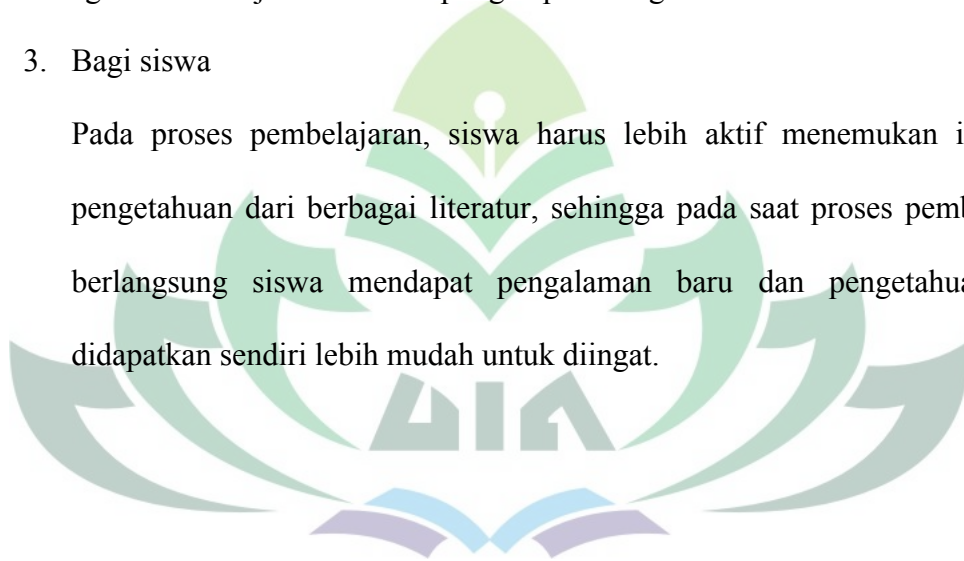 3. Bagi siswa
Pada proses pembelajaran, siswa harus lebih aktif menemukan
pengetahuan dari berbagai literatur, sehingga pada saat proses
berlangsung siswa mendapat pengalaman baru dan
didapatkan sendiri lebih mudah untuk diingat.
UIN